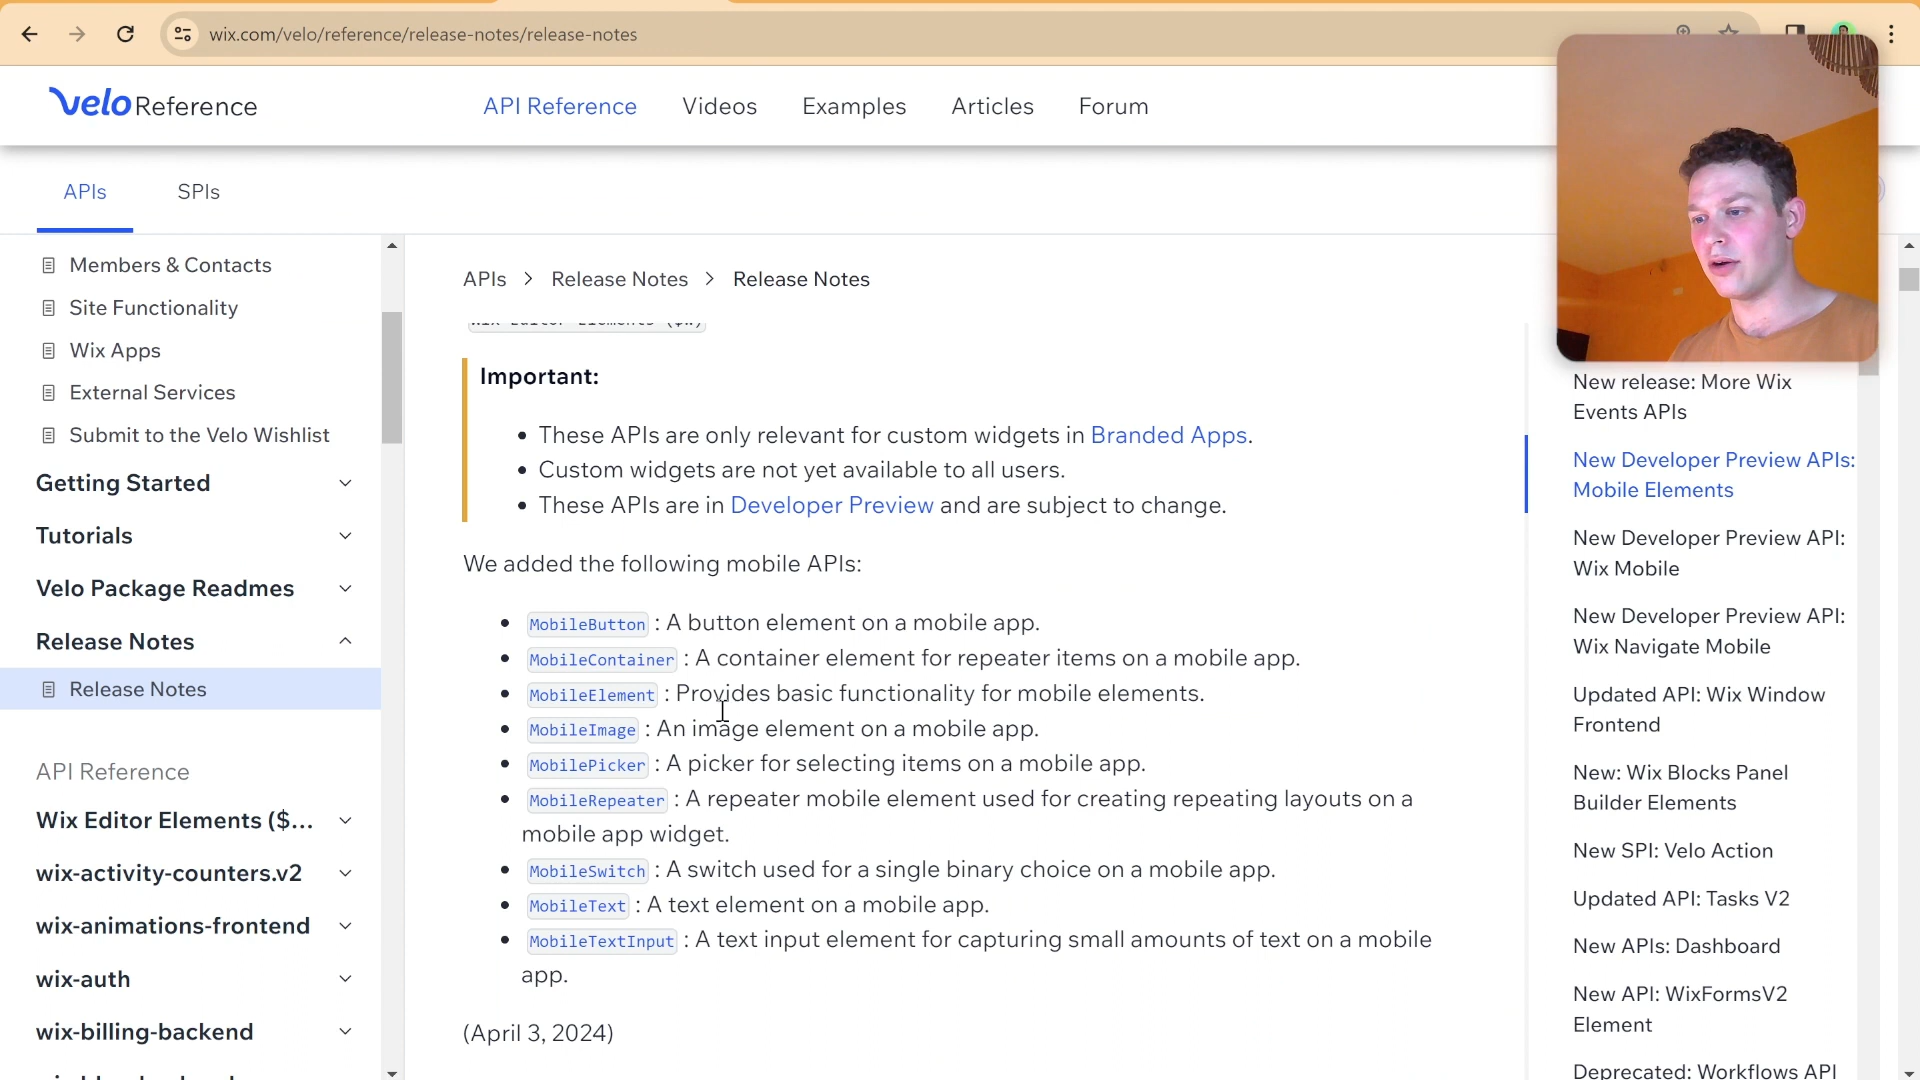 wix.com/velo/reference/release-notes/release-notes
Velo Reference
API Reference
Videos
Examples
Articles
Forum
APIs
SPIs
Members & Contacts
Site Functionality
Wix Apps
External Services
Submit to the Velo Wishlist
Getting Started
Tutorials
Velo Package Readmes
Release Notes
Release Notes
API Reference
Wix Editor Elements ($...
wix-activity-counters.v2
wix-animations-frontend
wix-auth
wix-billing-backend
APIs > Release Notes > Release Notes
Wix Editor Elements ($w)
Important:
• These APIs are only relevant for custom widgets in Branded Apps.
• Custom widgets are not yet available to all users.
• These APIs are in Developer Preview and are subject to change.
We added the following mobile APIs:
• MobileButton : A button element on a mobile app.
• MobileContainer : A container element for repeater items on a mobile app.
• MobileElement : Provides basic functionality for mobile elements.
• MobileImage : An image element on a mobile app.
• MobilePicker : A picker for selecting items on a mobile app.
• MobileRepeater : A repeater mobile element used for creating repeating layouts on a
mobile app widget.
• MobileSwitch : A switch used for a single binary choice on a mobile app.
• MobileText : A text element on a mobile app.
• MobileTextInput : A text input element for capturing small amounts of text on a mobile
app.
(April 3, 2024)
New release: More Wix
Events APIs
New Developer Preview APIs:
Mobile Elements
New Developer Preview API:
Wix Mobile
New Developer Preview API:
Wix Navigate Mobile
Updated API: Wix Window
Frontend
New: Wix Blocks Panel
Builder Elements
New SPI: Velo Action
Updated API: Tasks V2
New APIs: Dashboard
New API: WixFormsV2
Element
Deprecated: Workflows API